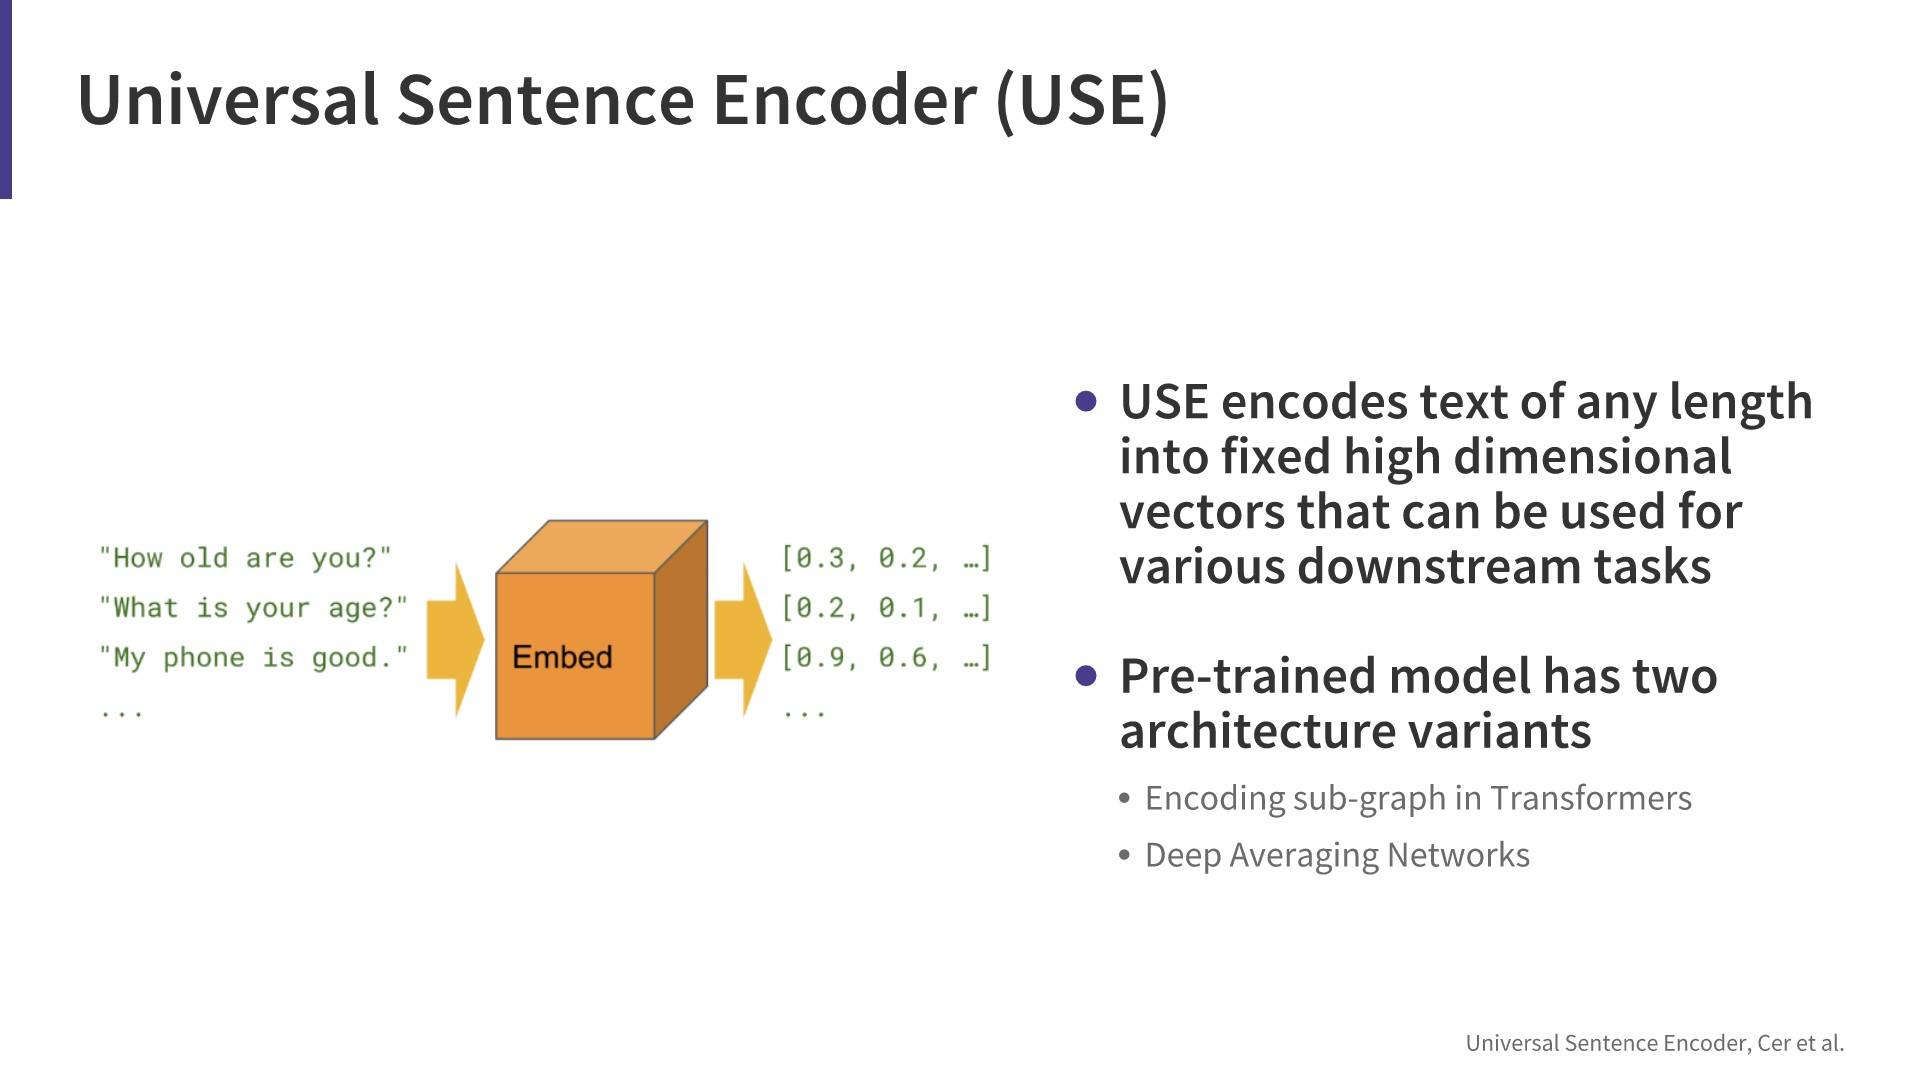 Universal Sentence Encoder (USE)
"How old are you?"
"What is your age?"
"My phone is good."
...
Embed
[0.3, 0.2, …]
[0.2, 0.1, …]
[0.9, 0.6, …]
...
• USE encodes text of any length
into fixed high dimensional
vectors that can be used for
various downstream tasks
• Pre-trained model has two
architecture variants
• Encoding sub-graph in Transformers
• Deep Averaging Networks
Universal Sentence Encoder, Cer et al.